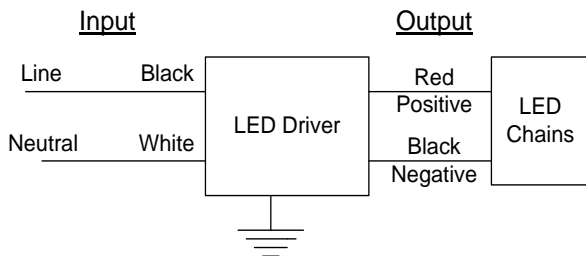 Input Output
Line Black
Red
Positive
LED Driver
LED
Chains
Neutral White
Black
Negative